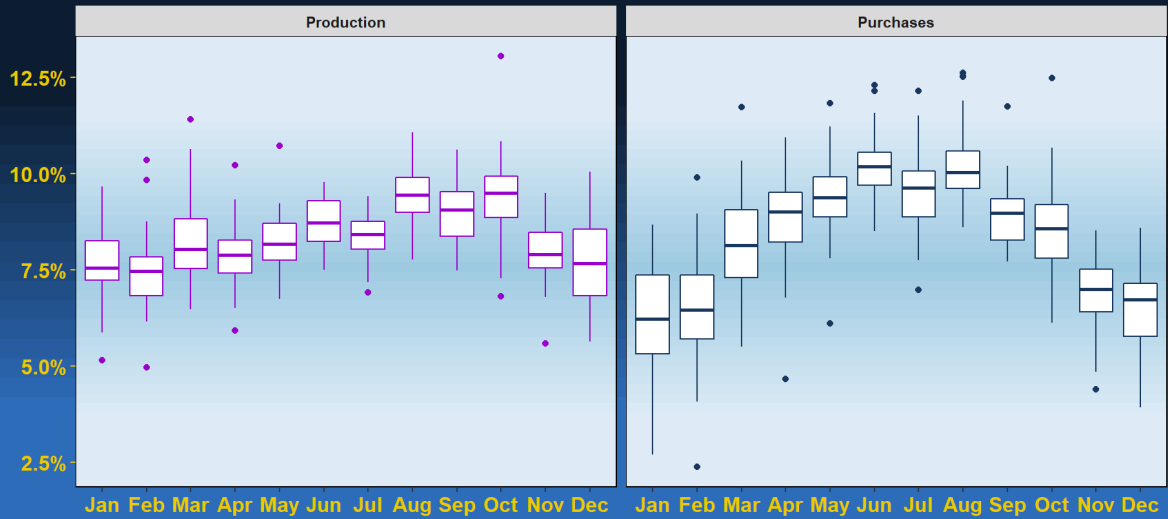 Production Purchases
12.5%
10.0%
7.5%
5.0%
2.5%
Jan Feb Mar Apr May Jun Jul Aug Sep Oct Nov Dec Jan Feb Mar Apr May Jun Jul Aug Sep Oct Nov Dec